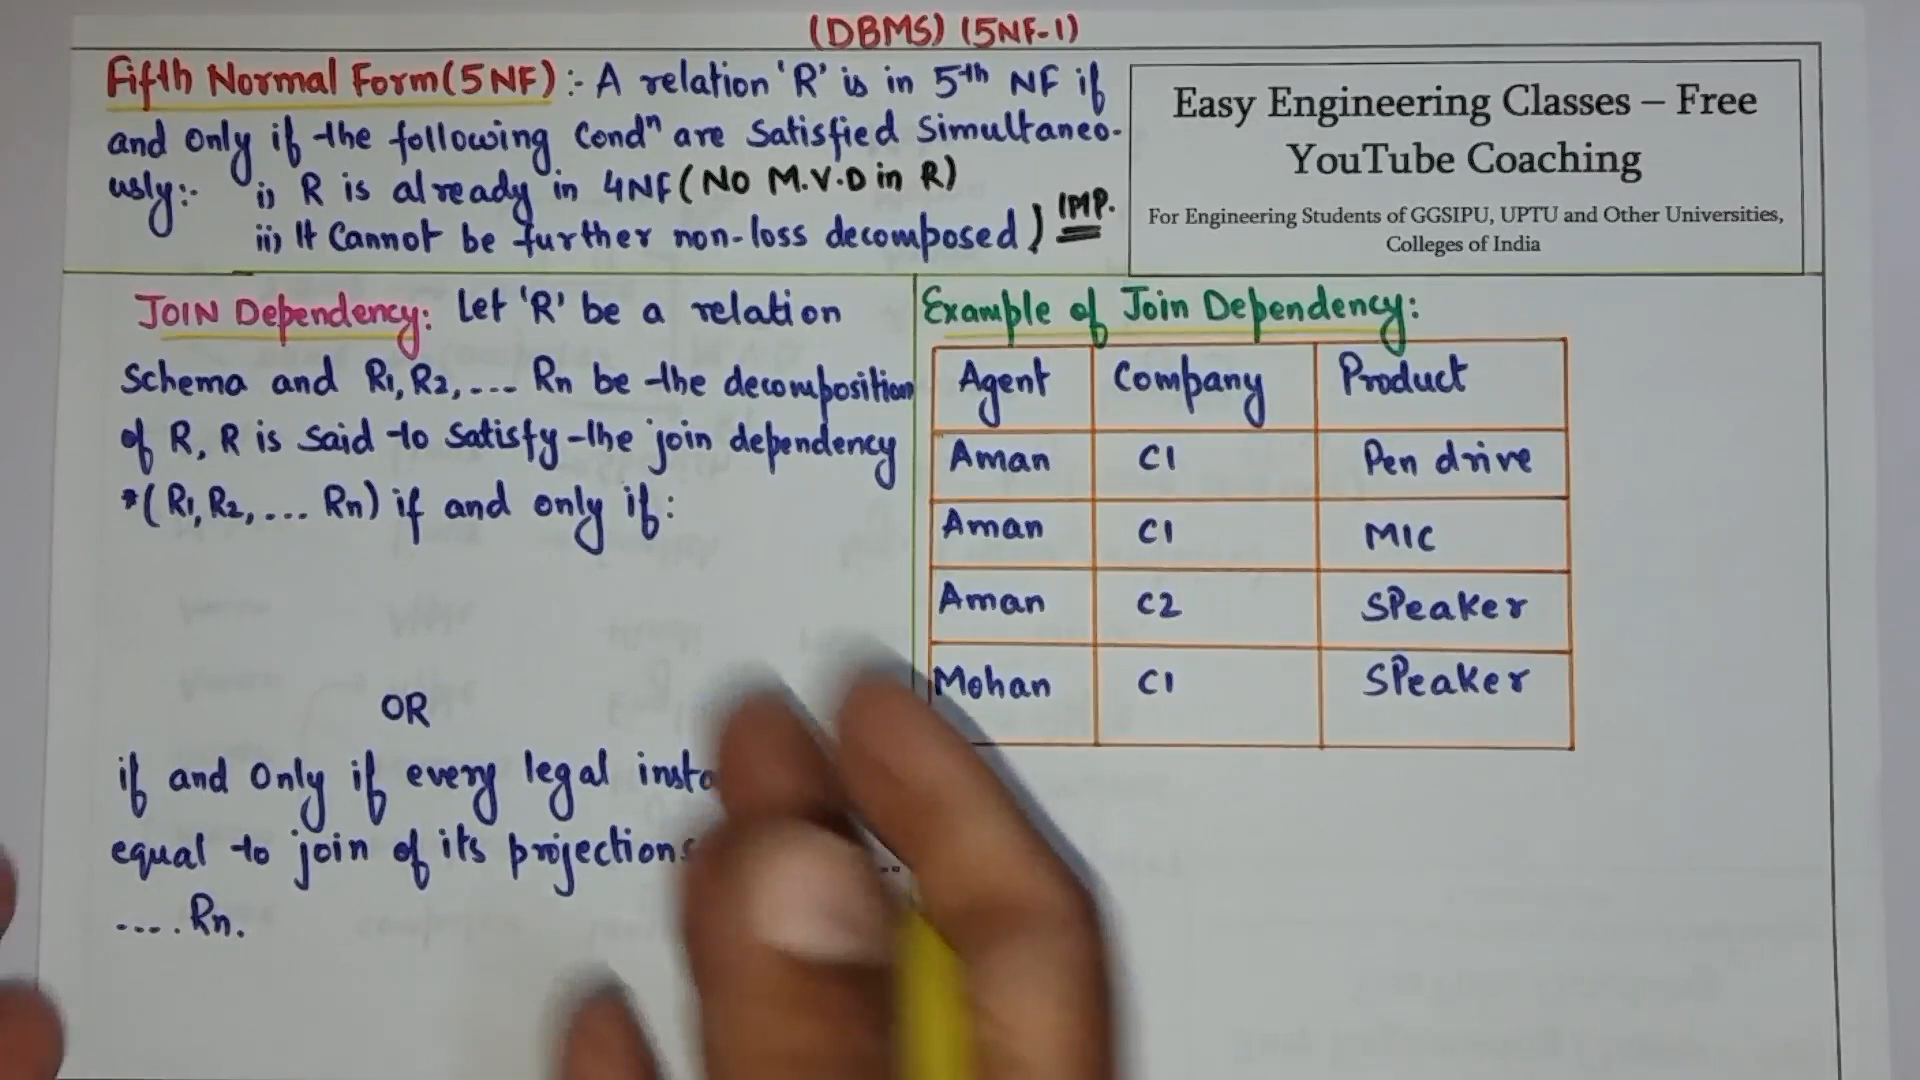 (DBMS) (5NF-1)
Fifth Normal Form (5NF) :- A relation 'R' is in 5th NF if
and only if the following Condn are Satisfied Simultaneo-
usly:- i) R is already in 4NF (NO M.V.D in R)
ii) It Cannot be further non-loss decomposed) IMP.
Easy Engineering Classes – Free
YouTube Coaching
For Engineering Students of GGSIPU, UPTU and Other Universities,
Colleges of India
JOIN Dependency: Let 'R' be a relation
Schema and R1, R2, .... Rn be the decomposition
of R, R is said to satisfy the join dependency
*(R1, R2, ... Rn) if and only if:
OR
if and Only if every legal
equal to join of its projections
.... Rn.
Example of Join Dependency:
Agent Company Product
Aman C1 Pen drive
Aman C1 MIC
Aman C2 Speaker
Mohan C1 Speaker